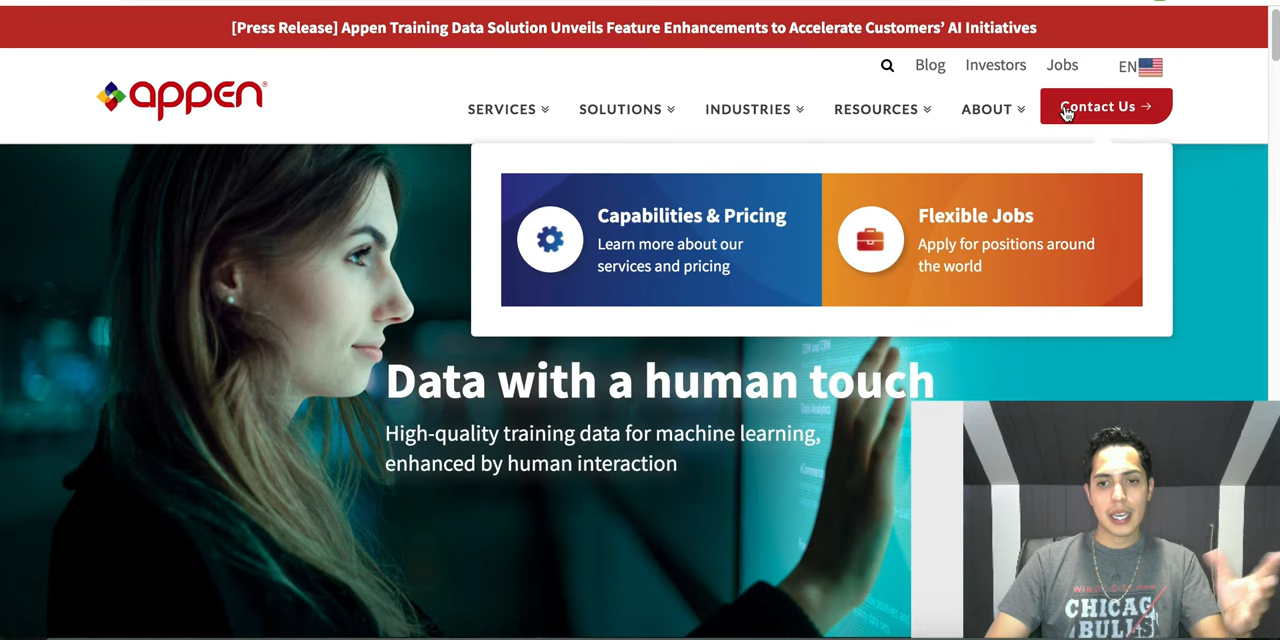 [Press Release] Appen Training Data Solution Unveils Feature Enhancements to Accelerate Customers’ AI Initiatives
Blog Investors Jobs EN
appen
SERVICES SOLUTIONS INDUSTRIES RESOURCES ABOUT Contact Us →
Capabilities & Pricing
Learn more about our
services and pricing
Flexible Jobs
Apply for positions around
the world
Data with a human touch
High-quality training data for machine learning,
enhanced by human interaction
CHICAG
BULLS